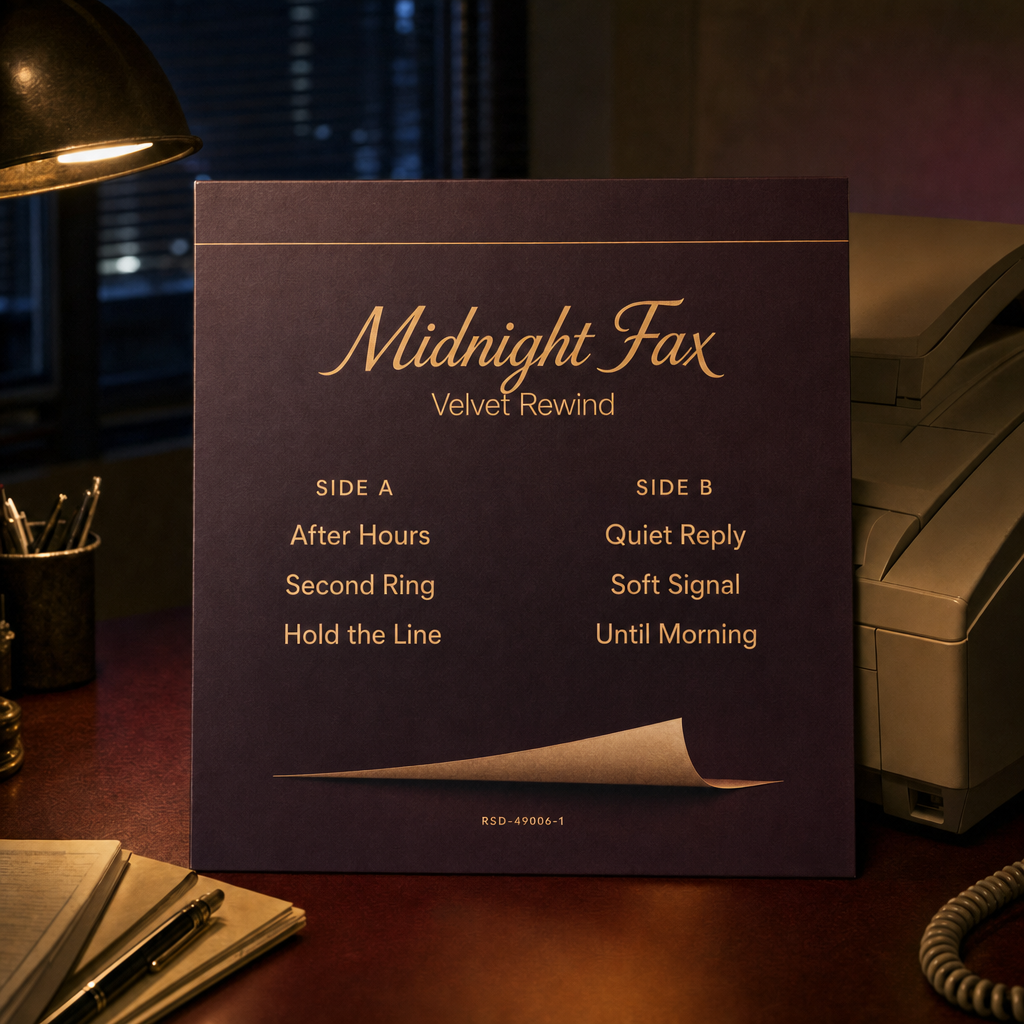 Midnight Fax
Velvet Rewind
SIDE A
After Hours
Second Ring
Hold the Line
SIDE B
Quiet Reply
Soft Signal
Until Morning
RSD-49006-1